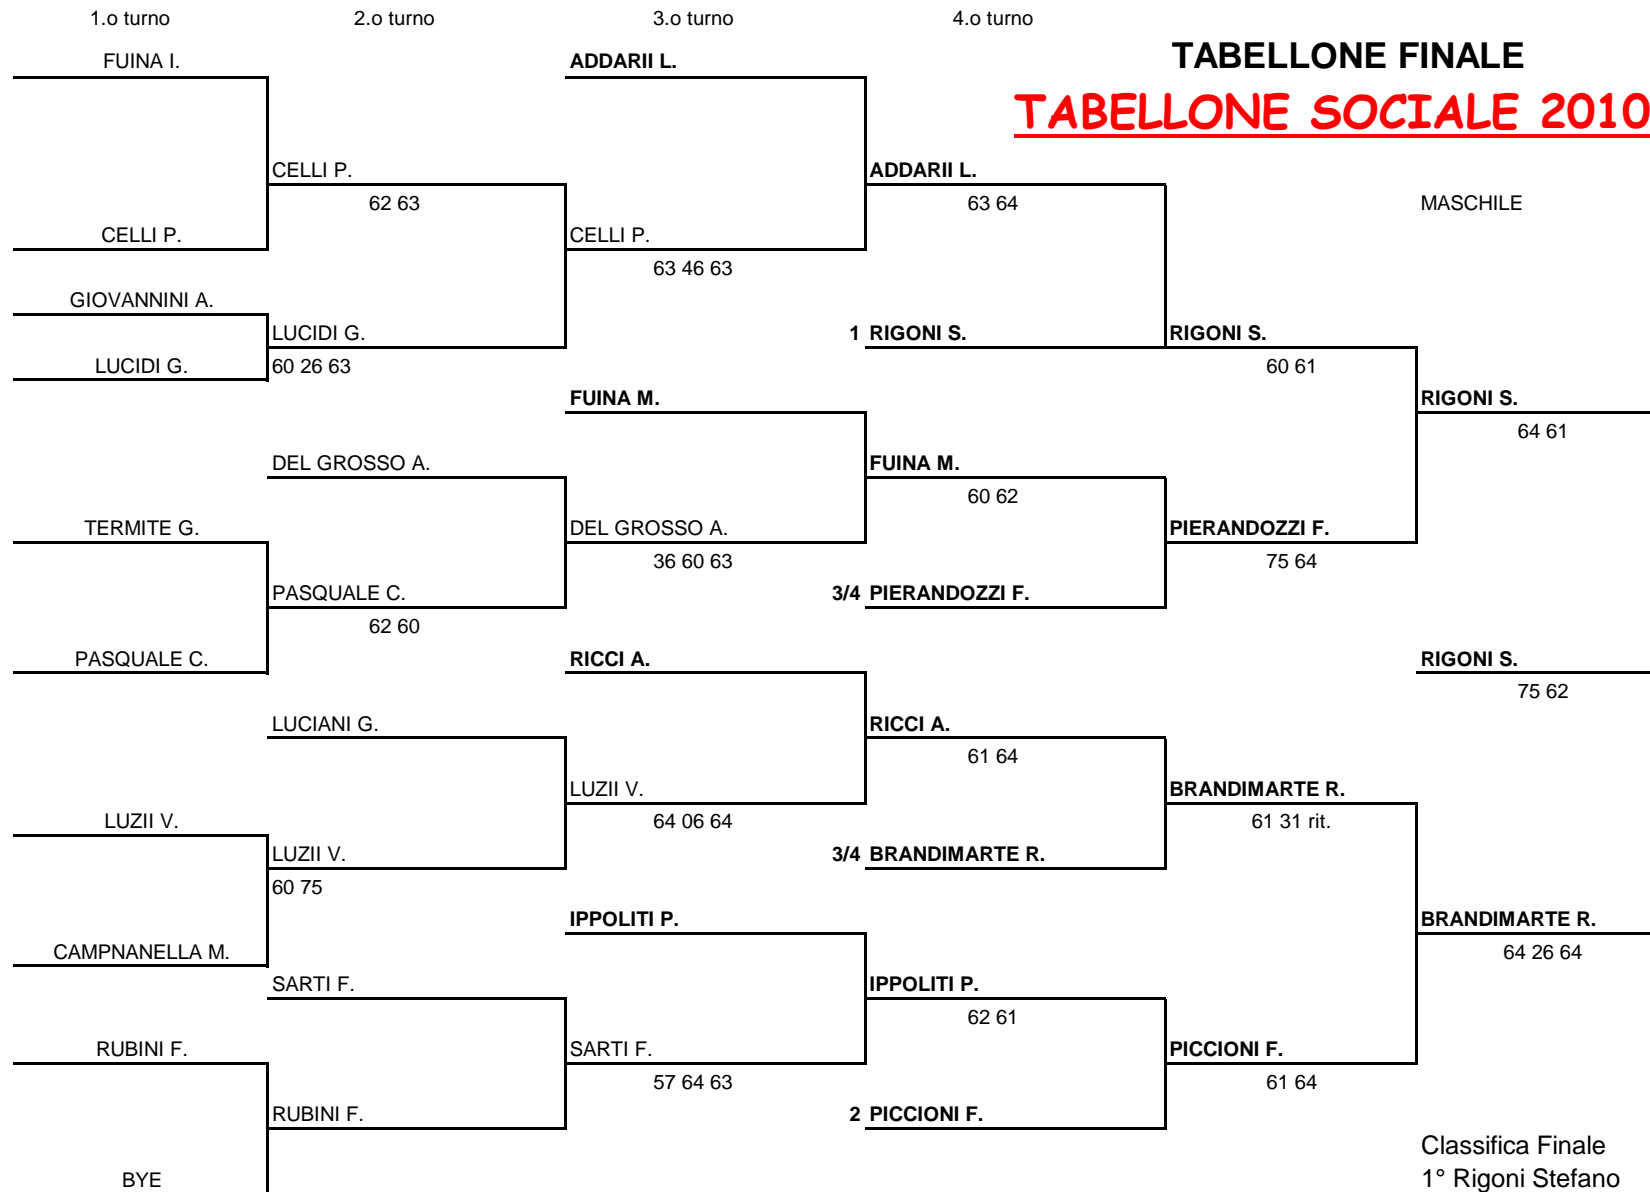 1.o turno 2.o turno 3.o turno 4.o turno
FUINA I. ADDARII L. TABELLONE FINALE
TABELLONE SOCIALE 2010
CELLI P. ADDARII L.
62 63 63 64 MASCHILE
CELLI P. CELLI P.
63 46 63
GIOVANNINI A.
LUCIDI G. 1 RIGONI S. RIGONI S.
LUCIDI G. 60 26 63 60 61
FUINA M. RIGONI S.
64 61
DEL GROSSO A. FUINA M.
60 62
TERMITE G. DEL GROSSO A. PIERANDOZZI F.
36 60 63 75 64
PASQUALE C. 3/4 PIERANDOZZI F.
62 60
PASQUALE C. RICCI A. RIGONI S.
75 62
LUCIANI G. RICCI A.
61 64
LUZII V. BRANDIMARTE R.
LUZII V. 64 06 64 61 31 rit.
LUZII V. 3/4 BRANDIMARTE R.
60 75
IPPOLITI P. BRANDIMARTE R.
CAMPNANELLA M. 64 26 64
SARTI F. IPPOLITI P.
62 61
RUBINI F. SARTI F. PICCIONI F.
57 64 63 61 64
RUBINI F. 2 PICCIONI F.
Classifica Finale
BYE 1° Rigoni Stefano